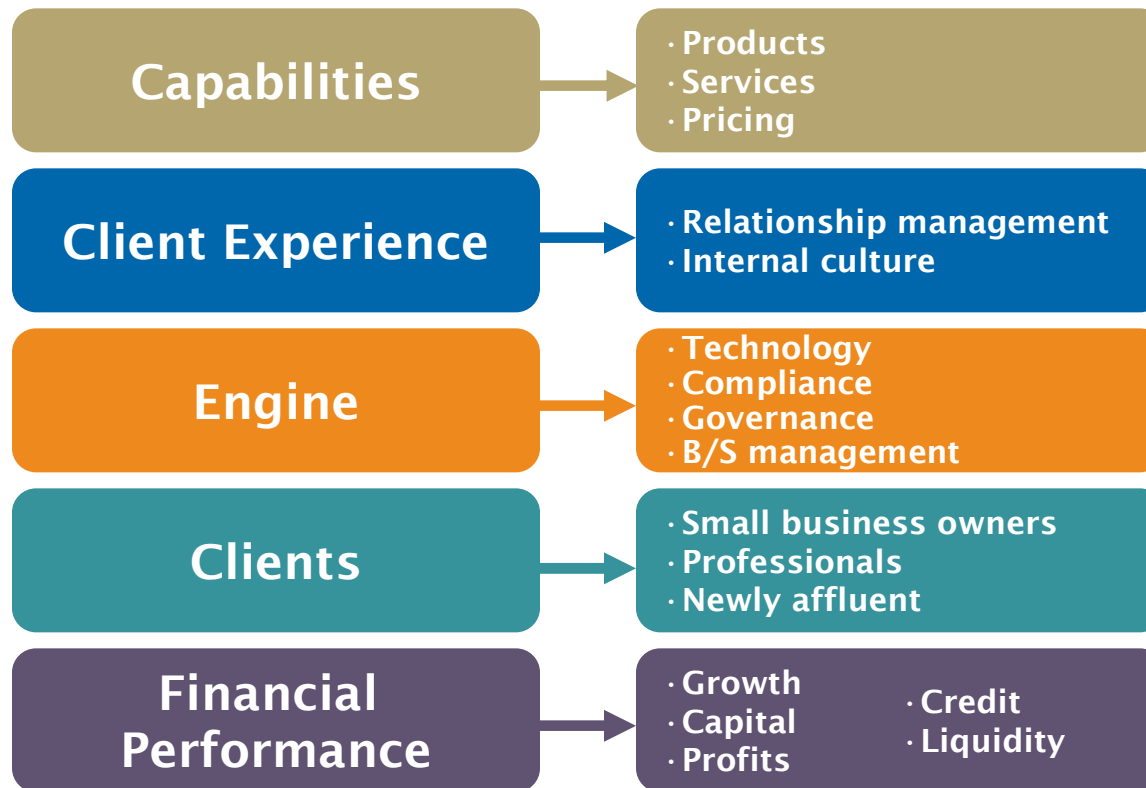 Capabilities
· Products
· Services
· Pricing
Client Experience
· Relationship management
· Internal culture
Engine
· Technology
· Compliance
· Governance
· B/S management
Clients
· Small business owners
· Professionals
· Newly affluent
Financial
Performance
· Growth
· Capital
· Profits
· Credit
· Liquidity